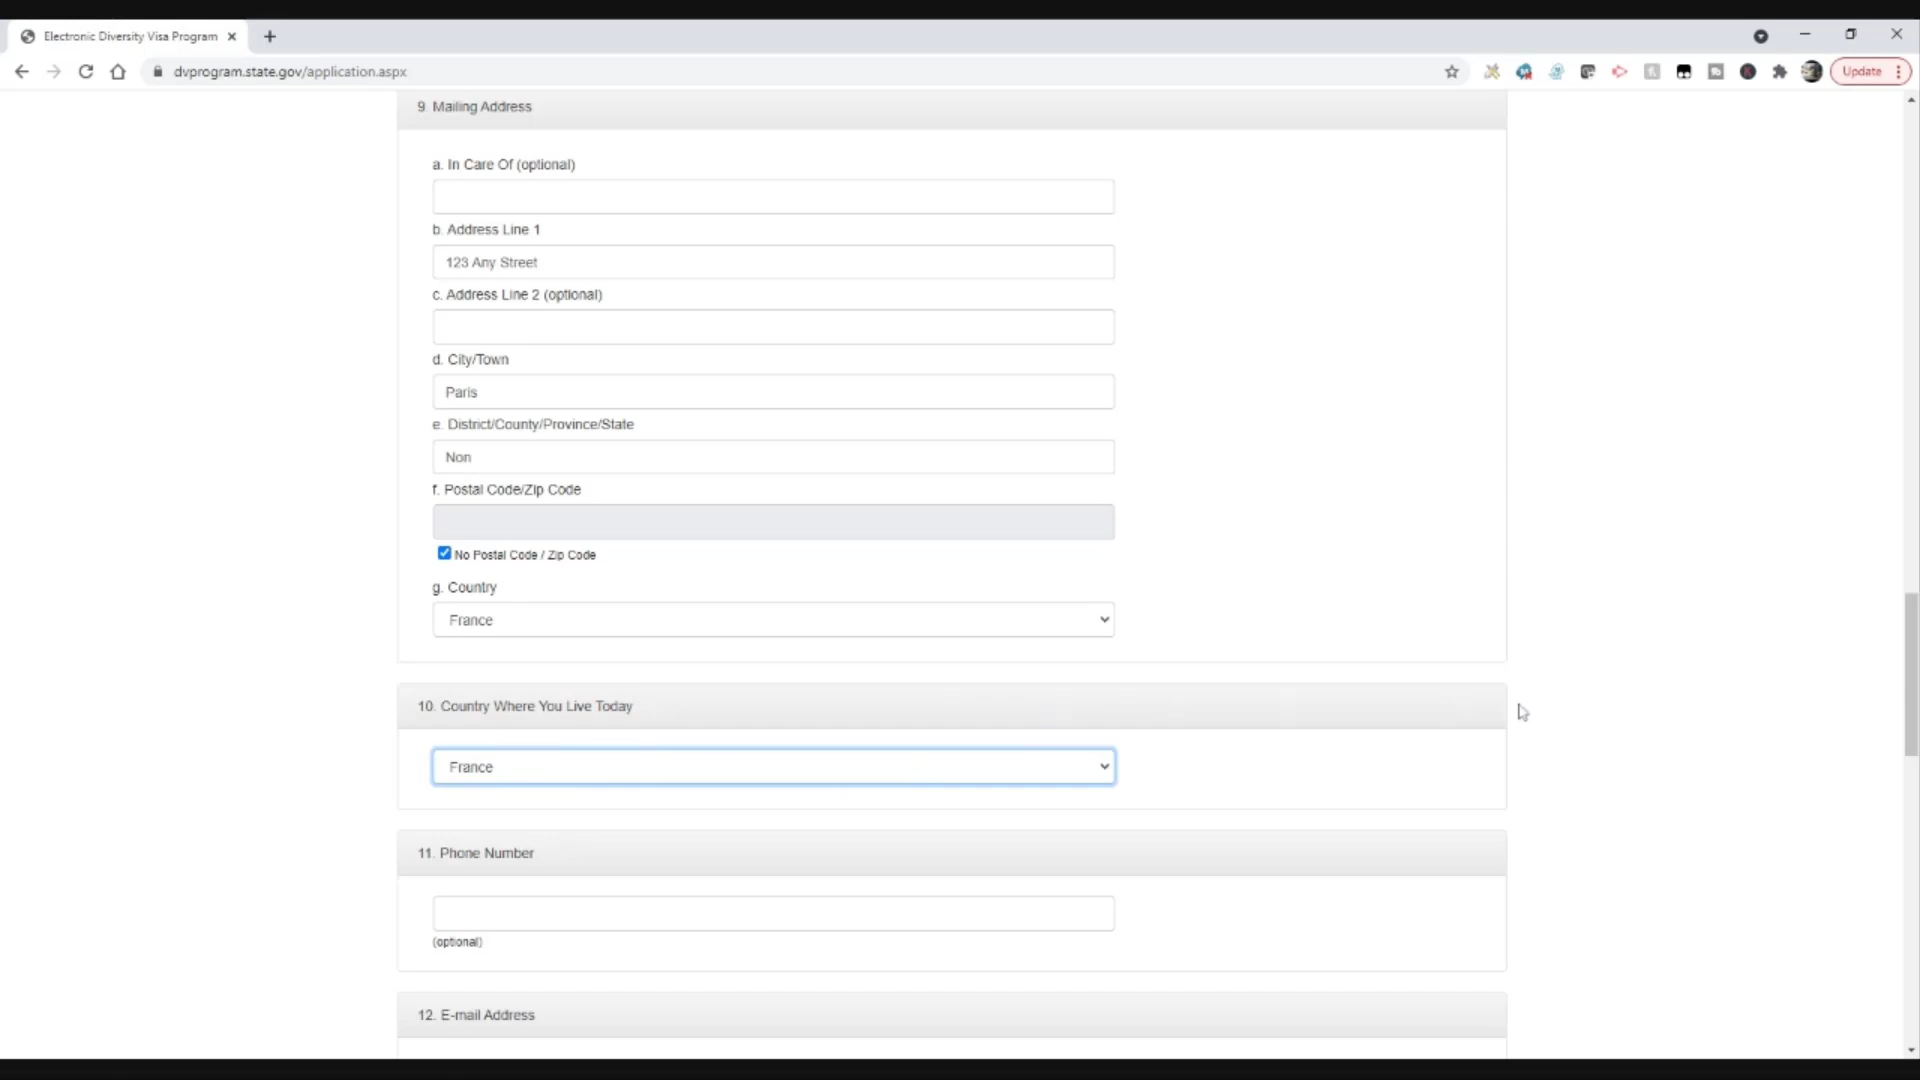 Electronic Diversity Visa Program
dvprogram.state.gov/application.aspx
Update
9. Mailing Address
a. In Care Of (optional)
b. Address Line 1
123 Any Street
c. Address Line 2 (optional)
d. City/Town
Paris
e. District/County/Province/State
Non
f. Postal Code/Zip Code
No Postal Code / Zip Code
g. Country
France
10. Country Where You Live Today
France
11. Phone Number
(optional)
12. E-mail Address